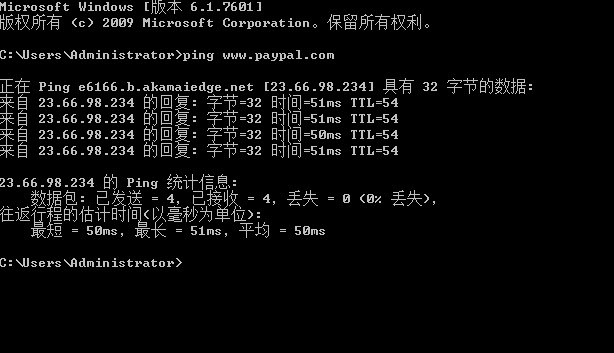 Microsoft Windows [版本 6.1.7601]
版权所有 (c) 2009 Microsoft Corporation。保留所有权利。
C:\Users\Administrator>ping www.paypal.com
正在 Ping e6166.b.akamaiedge.net [23.66.98.234] 具有 32 字节的数据:
来自 23.66.98.234 的回复: 字节=32 时间=51ms TTL=54
来自 23.66.98.234 的回复: 字节=32 时间=51ms TTL=54
来自 23.66.98.234 的回复: 字节=32 时间=50ms TTL=54
来自 23.66.98.234 的回复: 字节=32 时间=51ms TTL=54
23.66.98.234 的 Ping 统计信息:
数据包: 已发送 = 4，已接收 = 4，丢失 = 0 (0% 丢失)，
往返行程的估计时间(以毫秒为单位):
最短 = 50ms，最长 = 51ms，平均 = 50ms
C:\Users\Administrator>